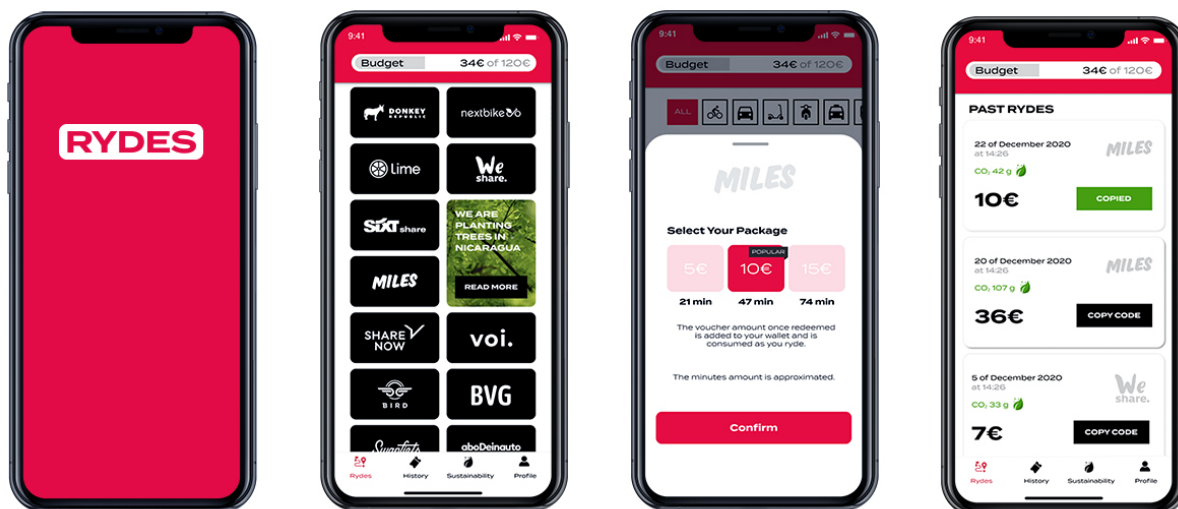 RYDES
9:41
Budget 34€ of 120€
DONKEY
REPUBLIC
nextbike
Lime
We
share.
SIXT share
WE ARE
PLANTING
TREES IN
NICARAGUA
READ MORE
MILES
SHARE
NOW
voi.
BIRD
BVG
Swapfiets
aboDeinauto
Rydes History Sustainability Profile
9:41
Budget 34€ of 120€
ALL
MILES
Select Your Package
POPULAR
5€ 10€ 15€
21 min 47 min 74 min
The voucher amount once redeemed
is added to your wallet and is
consumed as you ryde.
The minutes amount is approximated.
Confirm
9:41
Budget 34€ of 120€
PAST RYDES
22 of December 2020
at 14:26
MILES
CO₂ 42 g
10€
COPIED
20 of December 2020
at 14:26
MILES
CO₂ 107 g
36€
COPY CODE
5 of December 2020
at 14:26
We
share.
CO₂ 33 g
7€
COPY CODE
Rydes History Sustainability Profile